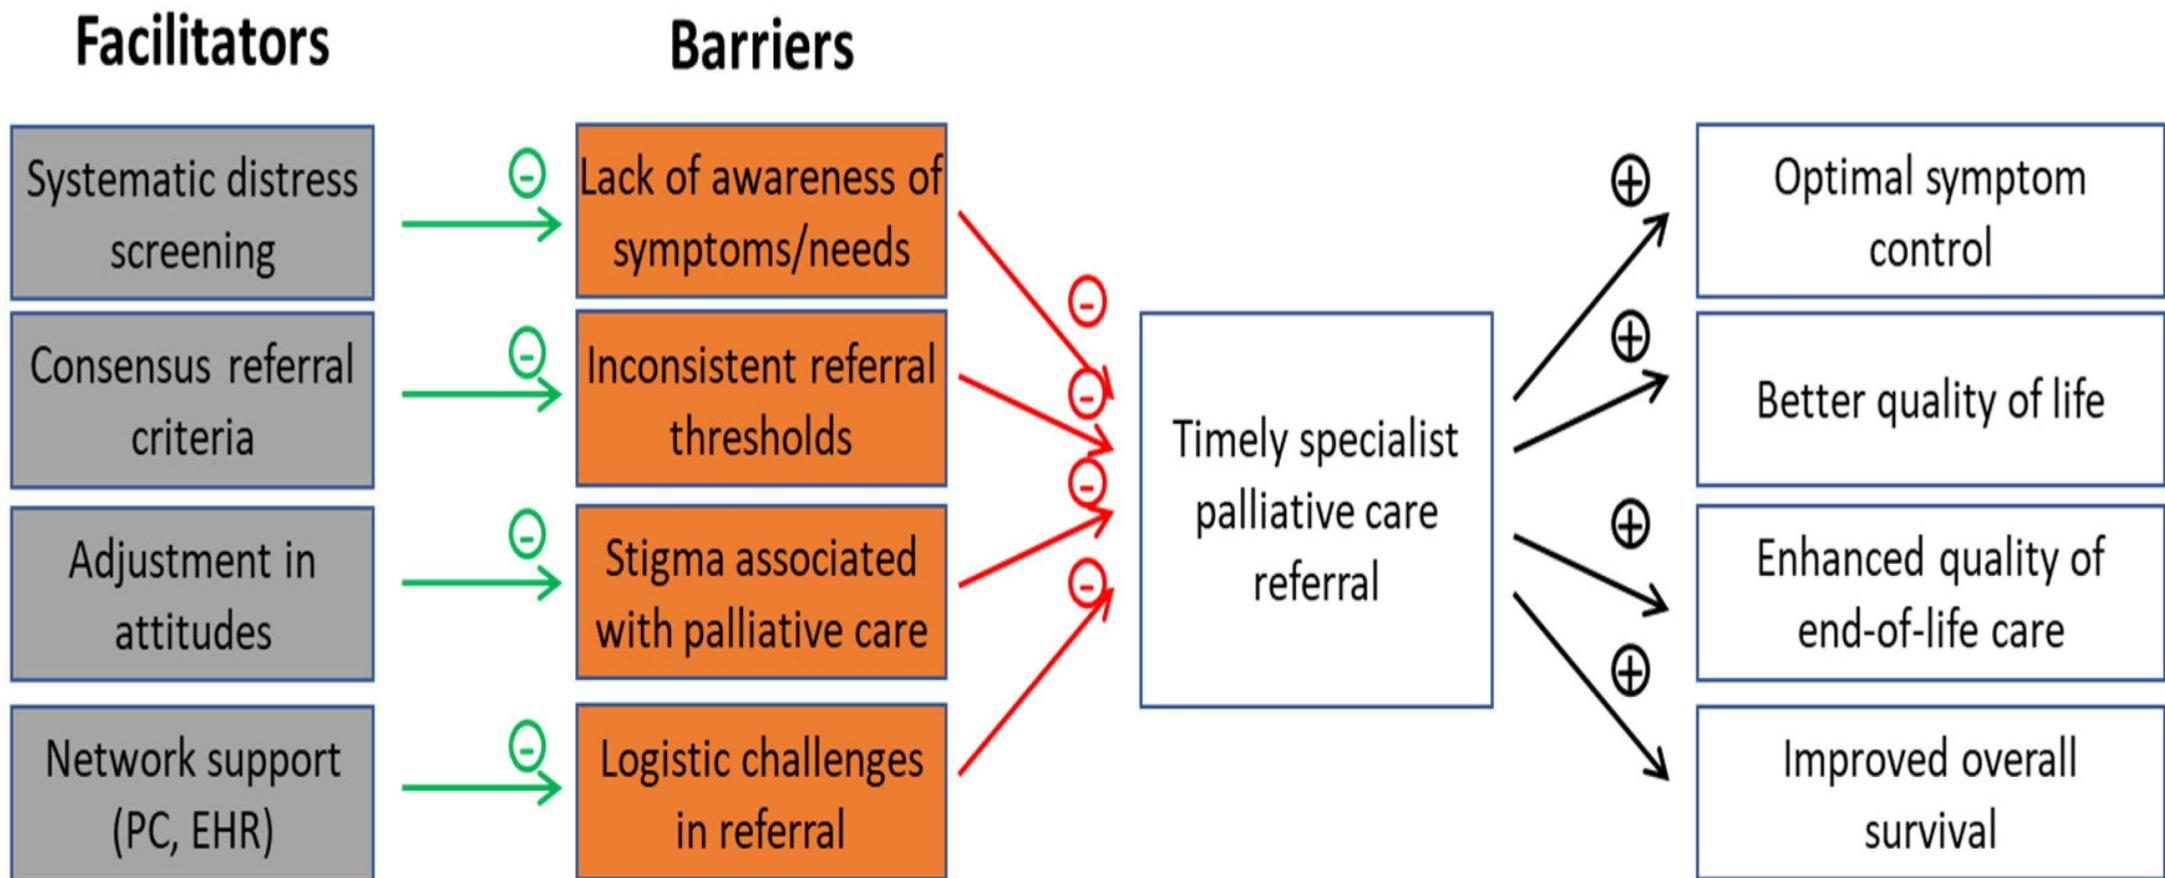 Facilitators
Barriers
Systematic distress
screening
Lack of awareness of
symptoms/needs
Optimal symptom
control
Consensus referral
criteria
Inconsistent referral
thresholds
Timely specialist
palliative care
referral
Better quality of life
Adjustment in
attitudes
Stigma associated
with palliative care
Enhanced quality of
end-of-life care
Network support
(PC, EHR)
Logistic challenges
in referral
Improved overall
survival